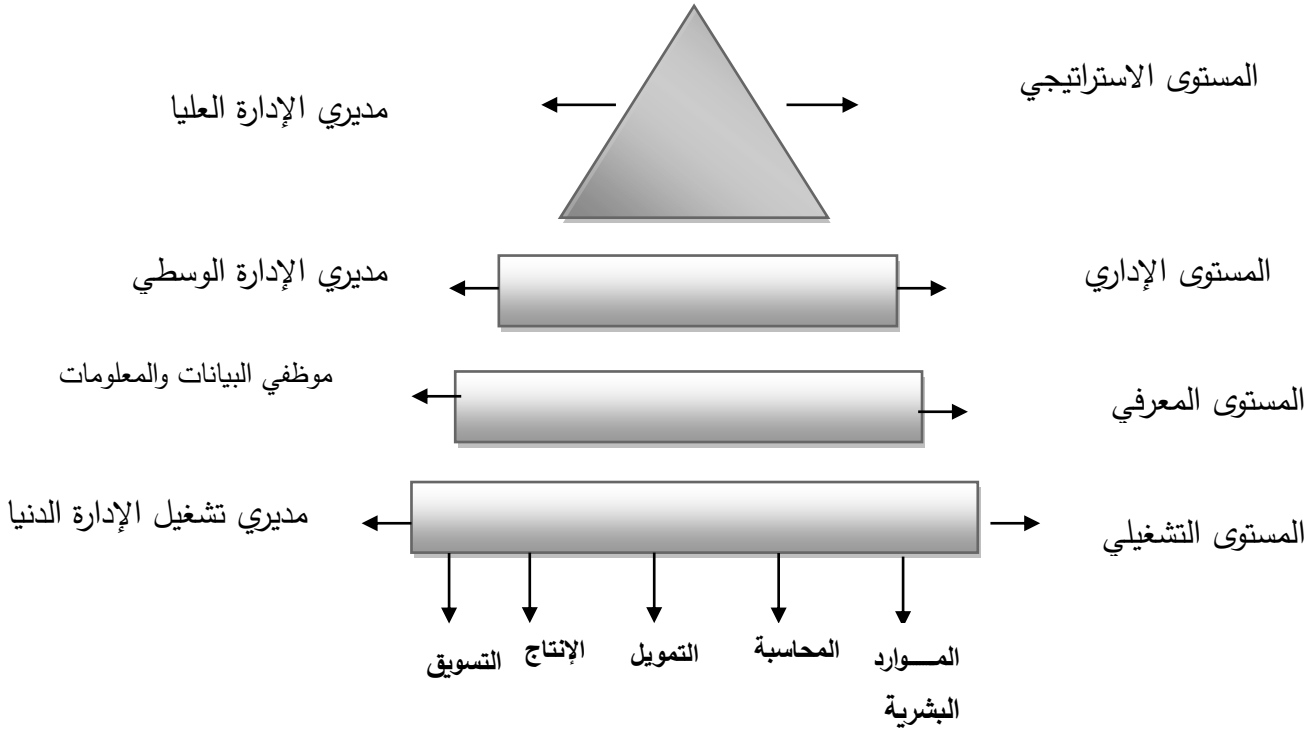 المستوى الاستراتيجي
مديري الإدارة العليا
المستوى الإداري
مديري الإدارة الوسطي
المستوى المعرفي
موظفي البيانات والمعلومات
المستوى التشغيلي
مديري تشغيل الإدارة الدنيا
المـــوارد
البشرية
المحاسبة
التمويل
الإنتاج
التسويق